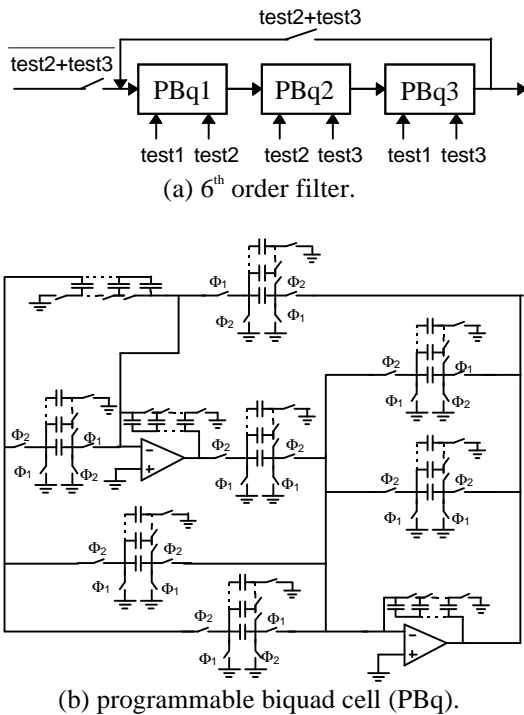 test2+test3
test2+test3
PBq1 PBq2 PBq3
test1 test2 test2 test3 test1 test3
(a) 6th order filter.
Φ1 Φ2
Φ2 Φ1
Φ2 Φ1
Φ1 Φ2
Φ2 Φ1
Φ1 Φ2
−
+
Φ2 Φ2
Φ1 Φ1
Φ2 Φ2
Φ1 Φ1
Φ2 Φ2
Φ1 Φ1
Φ2 Φ1
Φ1 Φ2
−
+
(b) programmable biquad cell (PBq).